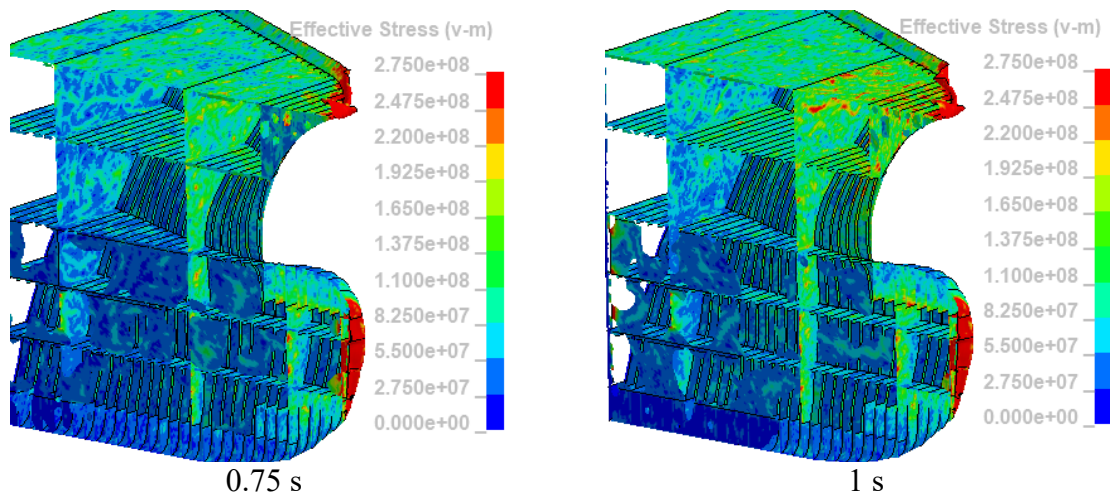 Effective Stress (v-m)
2.750e+08
2.475e+08
2.200e+08
1.925e+08
1.650e+08
1.375e+08
1.100e+08
8.250e+07
5.500e+07
2.750e+07
0.000e+00
0.75 s
Effective Stress (v-m)
2.750e+08
2.475e+08
2.200e+08
1.925e+08
1.650e+08
1.375e+08
1.100e+08
8.250e+07
5.500e+07
2.750e+07
0.000e+00
1 s